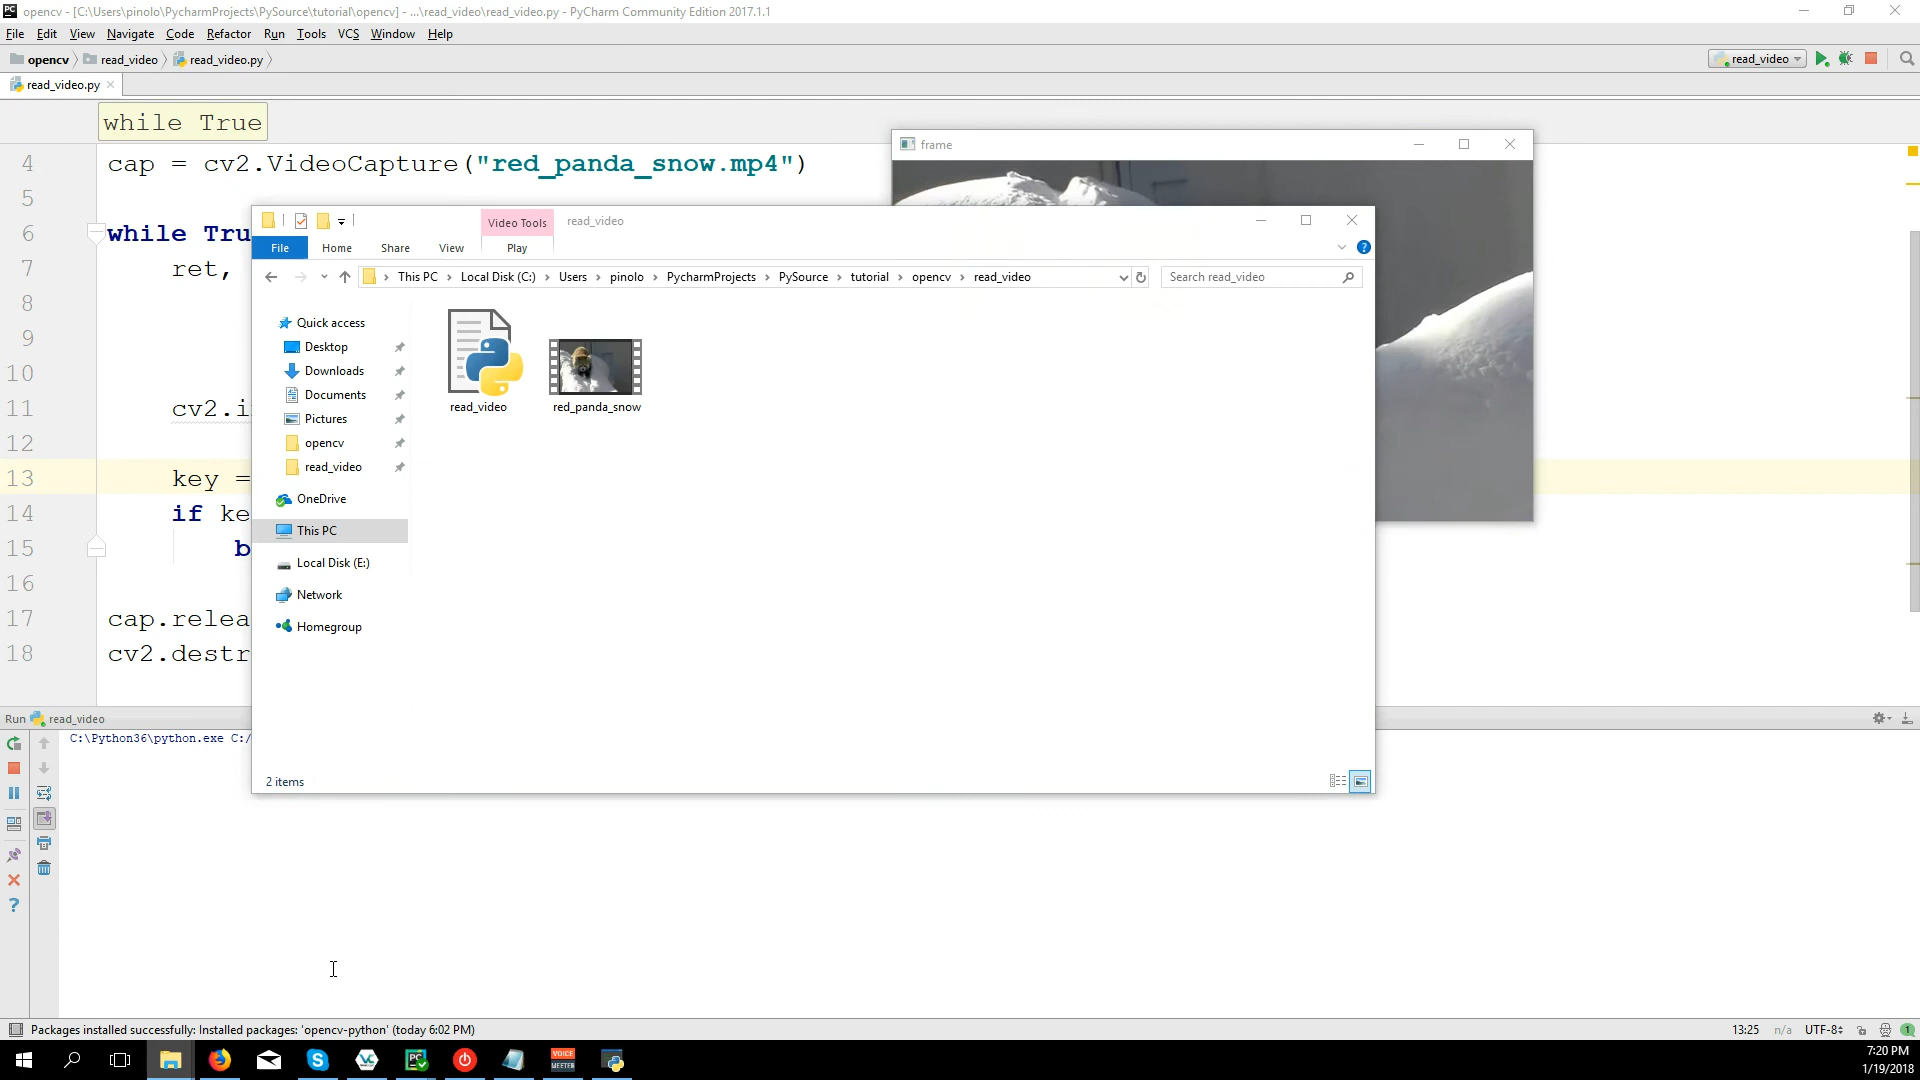 opencv - [C:\Users\pinolo\PycharmProjects\PySource\tutorial\opencv] - ...\read_video\read_video.py - PyCharm Community Edition 2017.1.1
File Edit View Navigate Code Refactor Run Tools VCS Window Help
opencv read_video read_video.py
read_video
read_video.py
while True
4 cap = cv2.VideoCapture("red_panda_snow.mp4")
5
6 while Tru
7 ret,
8
9
10
11 cv2.i
12
13 key =
14 if ke
15 b
16
17 cap.relea
18 cv2.destr
frame
Video Tools read_video
File Home Share View Play
This PC Local Disk (C:) Users pinolo PycharmProjects PySource tutorial opencv read_video
Search read_video
Quick access
Desktop
Downloads
Documents
Pictures
opencv
read_video
OneDrive
This PC
Local Disk (E:)
Network
Homegroup
read_video
red_panda_snow
2 items
Run read_video
C:\Python36\python.exe C:/
Packages installed successfully: Installed packages: 'opencv-python' (today 6:02 PM)
13:25 n/a UTF-8 1
PC
VOICE
MEETER
7:20 PM
1/19/2018